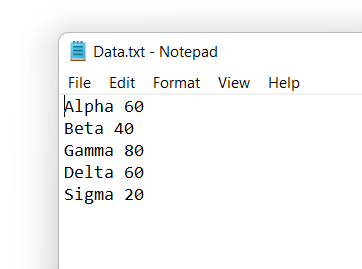 Data.txt - Notepad
File Edit Format View Help
Alpha 60
Beta 40
Gamma 80
Delta 60
Sigma 20